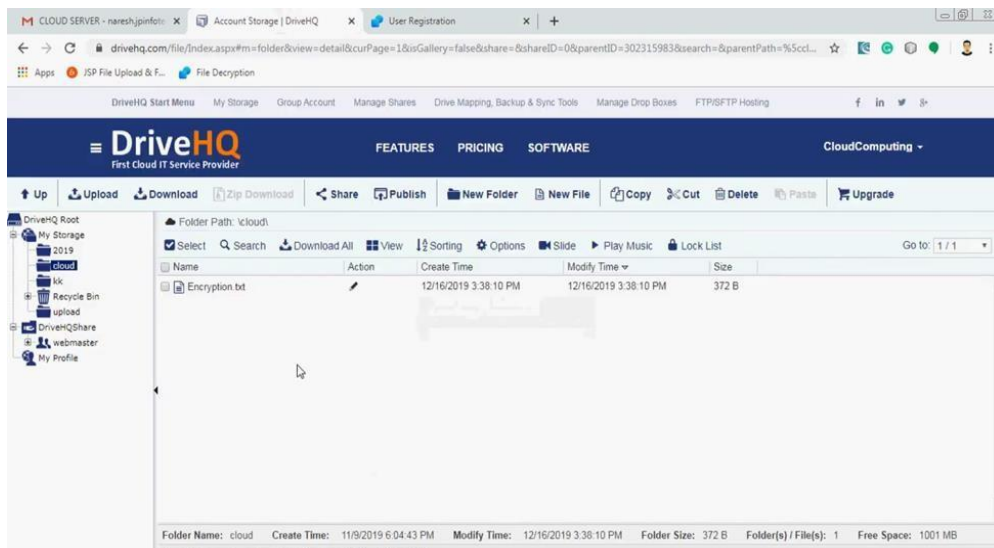 CLOUD SERVER - naresh.jpinfot
Account Storage | DriveHQ
User Registration
drivehq.com/file/Index.aspx#m=folder&view=detail&curPage=1&isGallery=false&share=&shareID=0&parentID=302315983&search=&parentPath=%5ccl...
Apps JSP File Upload & F... File Decryption
DriveHQ Start Menu My Storage Group Account Manage Shares Drive Mapping, Backup & Sync Tools Manage Drop Boxes FTP/SFTP Hosting
DriveHQ FEATURES PRICING SOFTWARE CloudComputing
First Cloud IT Service Provider
Up Upload Download Zip Download Share Publish New Folder New File Copy Cut Delete Paste Upgrade
DriveHQ Root
My Storage
2019
cloud
kk
Recycle Bin
upload
DriveHQShare
webmaster
My Profile
Folder Path: \cloud\
Select Search Download All View Sorting Options Slide Play Music Lock List Go to: 1 / 1
Name Action Create Time Modify Time Size
Encryption.txt 12/16/2019 3:38:10 PM 12/16/2019 3:38:10 PM 372 B
Folder Name: cloud Create Time: 11/9/2019 6:04:43 PM Modify Time: 12/16/2019 3:38:10 PM Folder Size: 372 B Folder(s) / File(s): 1 Free Space: 1001 MB